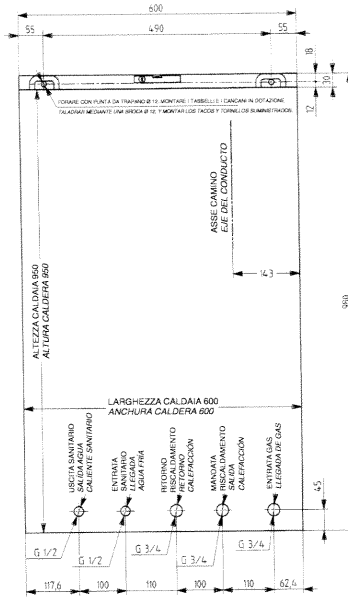 600
55
490
55
18
30
12
FORARE CON PUNTA DA TRAPANO Ø 12, MONTARE I TASSELLI E I CANCANI IN DOTAZIONE
TALADRAR MEDIANTE UNA BROCA Ø 12, Y MONTAR LOS TACOS Y TORNILLOS SUMINISTRADOS.
ASSE CAMINO
EJE DEL CONDUCTO
143
980
ALTEZZA CALDAIA 950
ALTURA CALDERA 950
LARGHEZZA CALDAIA 600
ANCHURA CALDERA 600
USCITA SANITARIO
SALIDA AGUA
CALIENTE SANITARIO
ENTRATA
SANITARIO
LLEGADA
AGUA FRIA
RITORNO
RISCALDAMENTO
RETORNO
CALEFACCIÓN
MANDATA
RISCALDAMENTO
SALIDA
CALEFACCIÓN
ENTRATA GAS
LLEGADA DE GAS
45
G 1/2
G 1/2
G 3/4
G 3/4
G 3/4
117,6
100
110
100
110
62,4